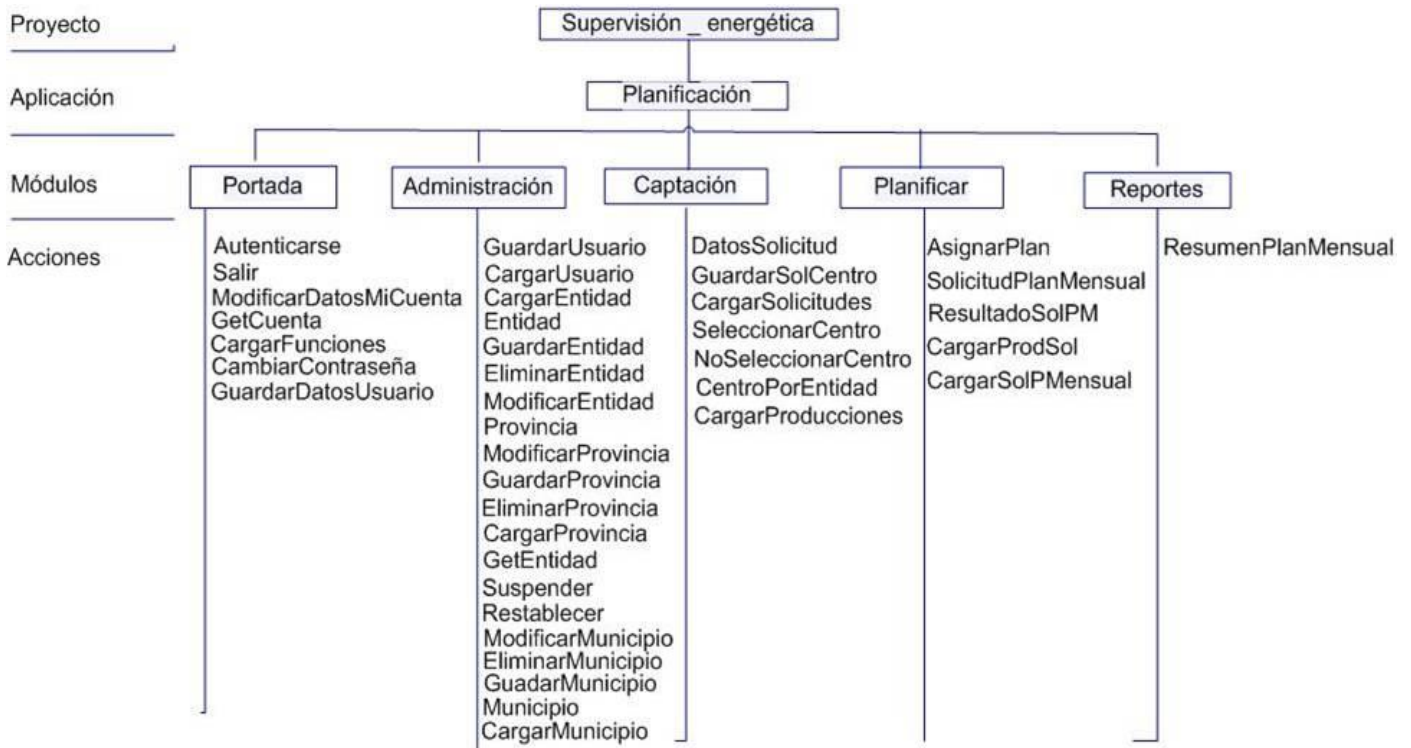 Proyecto
Supervisión _ energética
Aplicación
Planificación
Módulos
Portada
Administración
Captación
Planificar
Reportes
Acciones
Autenticarse
Salir
ModificarDatosMiCuenta
GetCuenta
CargarFunciones
CambiarContraseña
GuardarDatosUsuario
GuardarUsuario
CargarUsuario
CargarEntidad
Entidad
GuardarEntidad
EliminarEntidad
ModificarEntidad
Provincia
ModificarProvincia
GuardarProvincia
EliminarProvincia
CargarProvincia
GetEntidad
Suspender
Restablecer
ModificarMunicipio
EliminarMunicipio
GuadarMunicipio
Municipio
CargarMunicipio
DatosSolicitud
GuardarSolCentro
CargarSolicitudes
SeleccionarCentro
NoSeleccionarCentro
CentroPorEntidad
CargarProducciones
AsignarPlan
SolicitudPlanMensual
ResultadoSolPM
CargarProdSol
CargarSolPMensual
ResumenPlanMensual